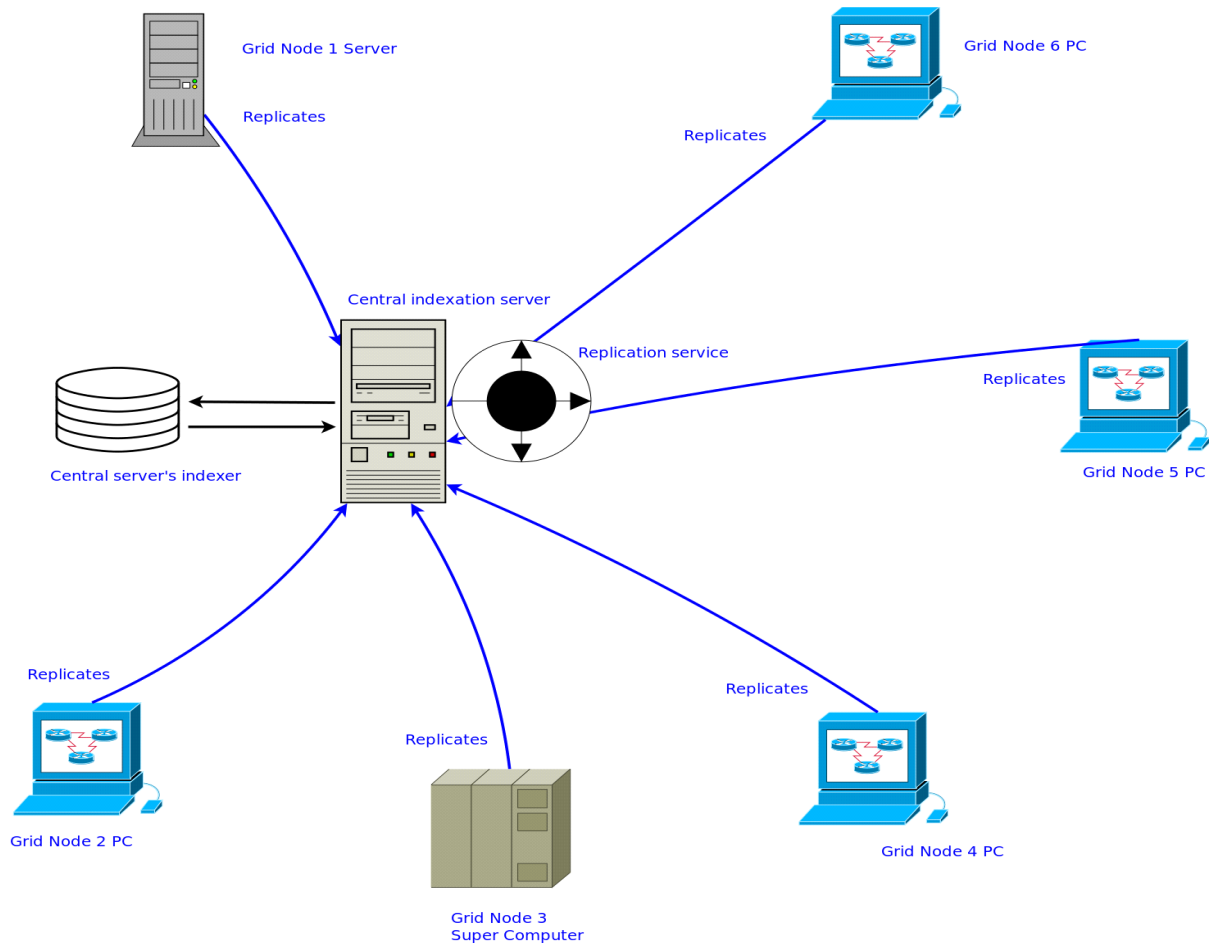 Grid Node 1 Server
Grid Node 6 PC
Replicates
Replicates
Central indexation server
Replication service
Replicates
Central server's indexer
Grid Node 5 PC
Replicates
Replicates
Replicates
Grid Node 2 PC
Grid Node 4 PC
Grid Node 3
Super Computer